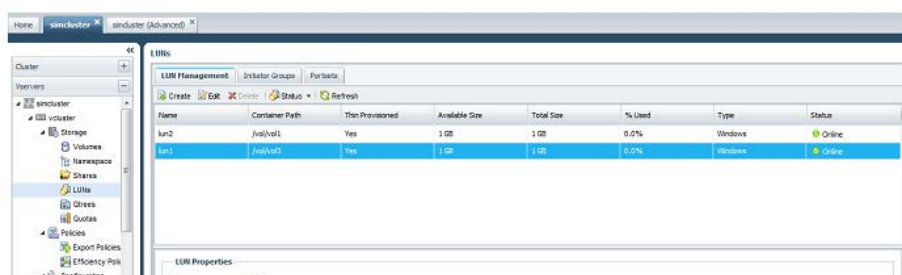 Home simcluster × simcluster (Advanced) ×
«
Cluster +
Vservers −
simcluster
vcluster
Storage
Volumes
Namespace
Shares
LUNs
Qtrees
Quotas
Policies
Export Policies
Efficiency Poli
LUNs
LUN Management Initiator Groups Portsets
Create Edit Delete Status Refresh
Name Container Path Thin Provisioned Available Size Total Size % Used Type Status
lun2 /vol/vol1 Yes 1 GB 1 GB 0.0% Windows Online
lun1 /vol/vol3 Yes 1 GB 1 GB 0.0% Windows Online
LUN Properties